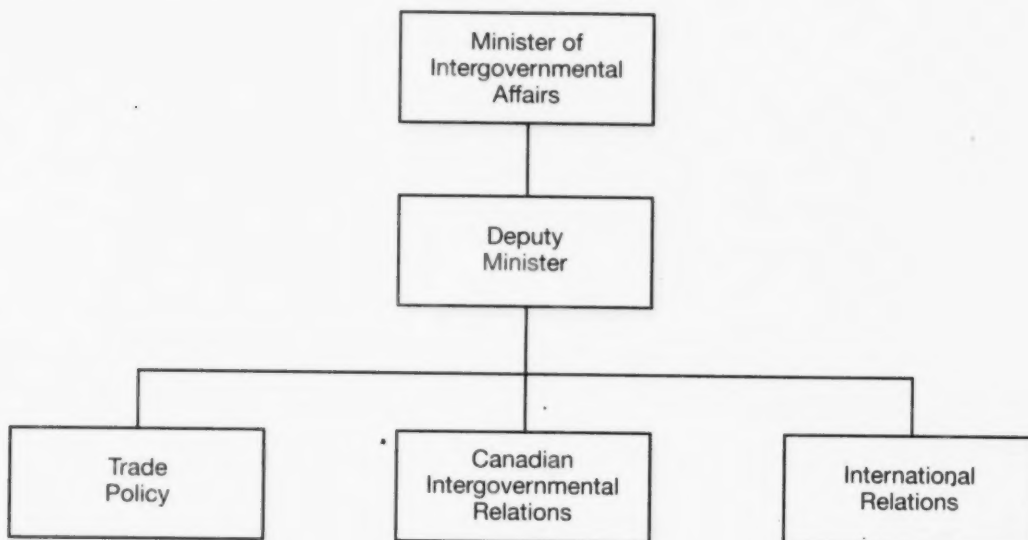 Minister of
Intergovernmental
Affairs
Deputy
Minister
Trade
Policy
Canadian
Intergovernmental
Relations
International
Relations